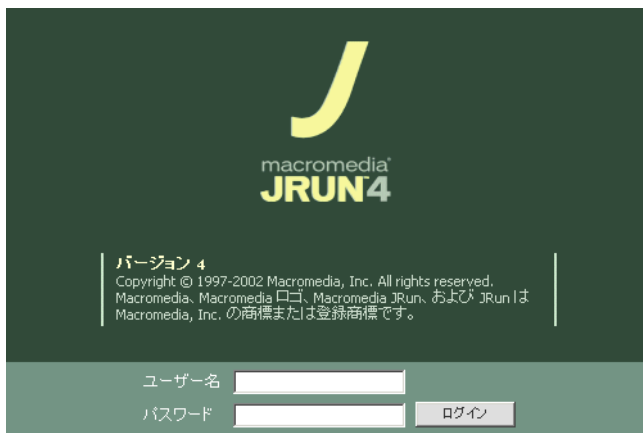 J
macromedia®
JRUN™4
バージョン 4
Copyright © 1997-2002 Macromedia, Inc. All rights reserved.
Macromedia、Macromedia ロゴ、Macromedia JRun、および JRun は
Macromedia, Inc. の商標または登録商標です。
ユーザー名
パスワード ログイン